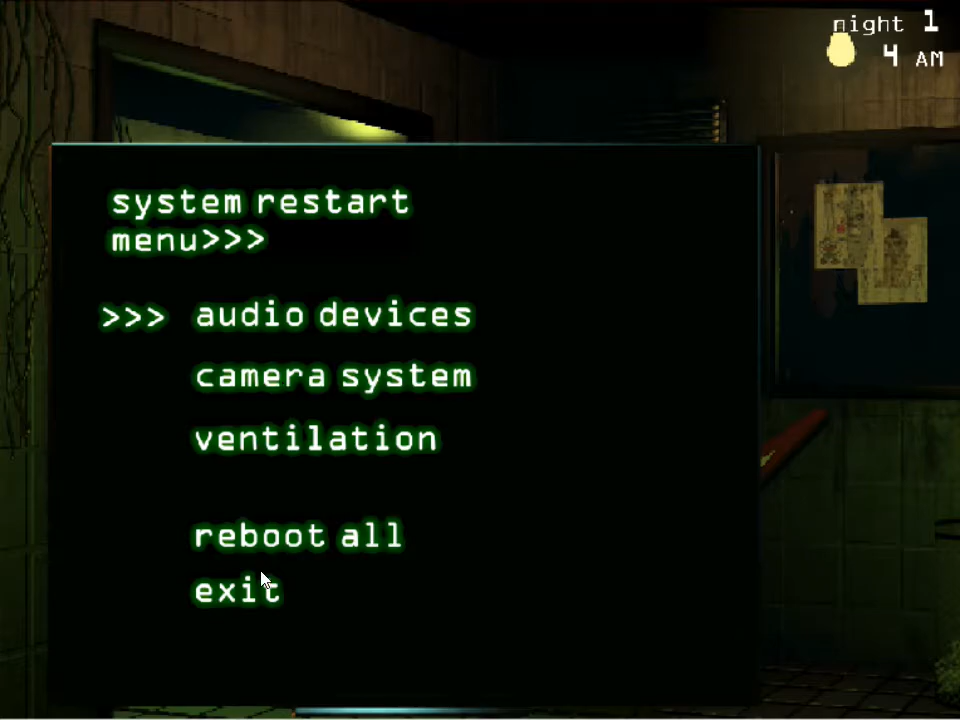 night 1
4 AM
system restart
menu>>>
>>> audio devices
camera system
ventilation
reboot all
exit